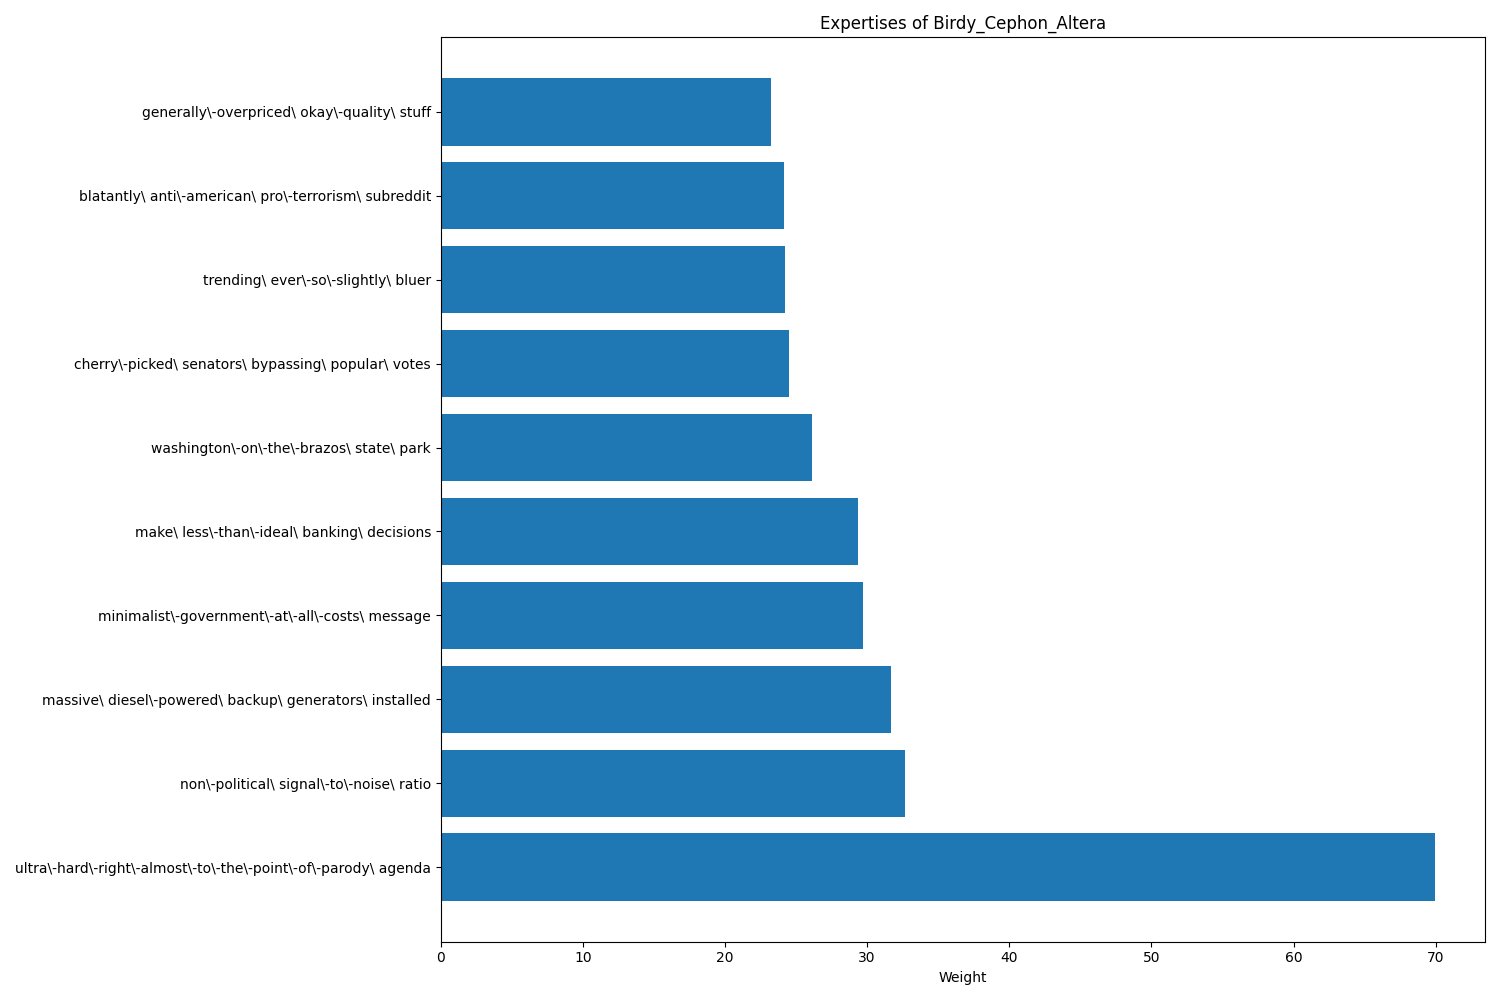 Expertises of Birdy_Cephon_Altera
generally\-overpriced\ okay\-quality\ stuff
blatantly\ anti\-american\ pro\-terrorism\ subreddit
trending\ ever\-so\-slightly\ bluer
cherry\-picked\ senators\ bypassing\ popular\ votes
washington\-on\-the\-brazos\ state\ park
make\ less\-than\-ideal\ banking\ decisions
minimalist\-government\-at\-all\-costs\ message
massive\ diesel\-powered\ backup\ generators\ installed
non\-political\ signal\-to\-noise\ ratio
ultra\-hard\-right\-almost\-to\-the\-point\-of\-parody\ agenda
0 10 20 30 40 50 60 70
Weight